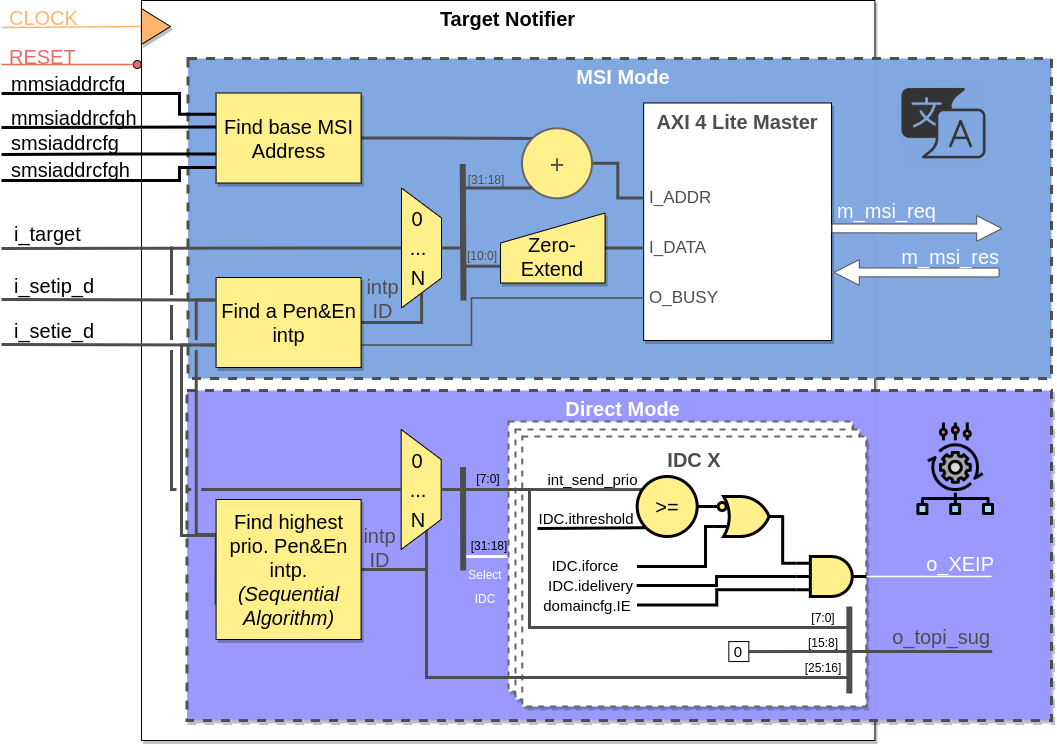 Target Notifier
CLOCK
RESET
mmsiaddrcfg
mmsiaddrcfgh
smsiaddrcfg
smsiaddrcfgh
i_target
i_setip_d
i_setie_d
MSI Mode
Find base MSI
Address
+
[31:18]
[10:0]
0
...
N
Zero-
Extend
Find a Pen&En
intp
intp
ID
AXI 4 Lite Master
I_ADDR
I_DATA
O_BUSY
A
m_msi_req
m_msi_res
Direct Mode
0
...
N
Find highest
prio. Pen&En
intp.
(Sequential
Algorithm)
intp
ID
[7:0]
[31:18]
Select
IDC
IDC X
int_send_prio
>=
IDC.ithreshold
IDC.iforce
IDC.idelivery
domaincfg.IE
[7:0]
0
[15:8]
[25:16]
o_XEIP
o_topi_sug